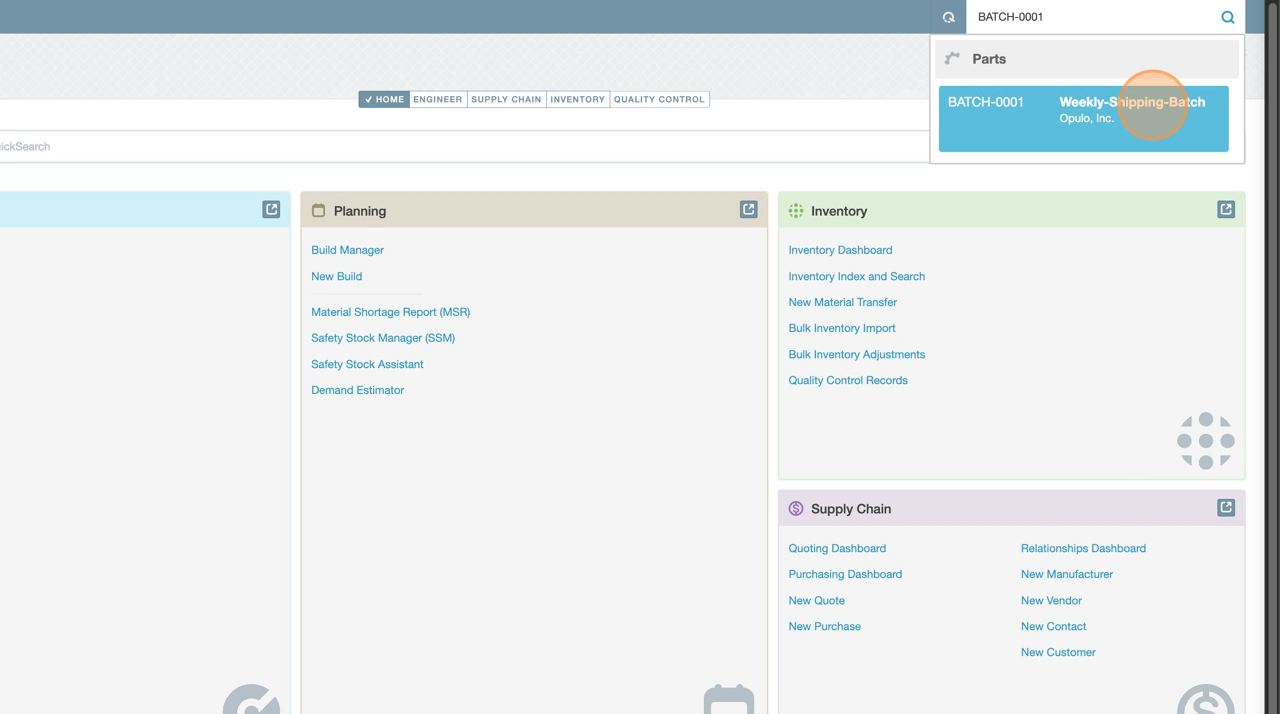 BATCH-0001
Parts
BATCH-0001 Weekly-Shipping-Batch
Opulo, Inc.
HOME ENGINEER SUPPLY CHAIN INVENTORY QUALITY CONTROL
ickSearch
Planning
Build Manager
New Build
Material Shortage Report (MSR)
Safety Stock Manager (SSM)
Safety Stock Assistant
Demand Estimator
Inventory
Inventory Dashboard
Inventory Index and Search
New Material Transfer
Bulk Inventory Import
Bulk Inventory Adjustments
Quality Control Records
Supply Chain
Quoting Dashboard
Purchasing Dashboard
New Quote
New Purchase
Relationships Dashboard
New Manufacturer
New Vendor
New Contact
New Customer